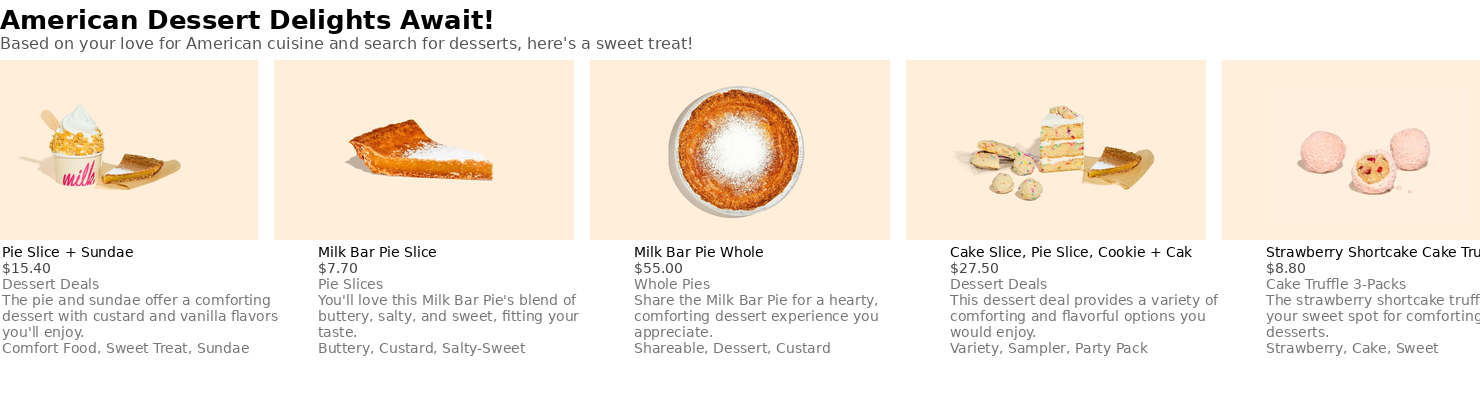 American Dessert Delights Await!
Based on your love for American cuisine and search for desserts, here's a sweet treat!
milk
Pie Slice + Sundae
$15.40
Dessert Deals
The pie and sundae offer a comforting
dessert with custard and vanilla flavors
you'll enjoy.
Comfort Food, Sweet Treat, Sundae
Milk Bar Pie Slice
$7.70
Pie Slices
You'll love this Milk Bar Pie's blend of
buttery, salty, and sweet, fitting your
taste.
Buttery, Custard, Salty-Sweet
Milk Bar Pie Whole
$55.00
Whole Pies
Share the Milk Bar Pie for a hearty,
comforting dessert experience you
appreciate.
Shareable, Dessert, Custard
Cake Slice, Pie Slice, Cookie + Cak
$27.50
Dessert Deals
This dessert deal provides a variety of
comforting and flavorful options you
would enjoy.
Variety, Sampler, Party Pack
Strawberry Shortcake Cake Tru
$8.80
Cake Truffle 3-Packs
The strawberry shortcake truff
your sweet spot for comforting
desserts.
Strawberry, Cake, Sweet